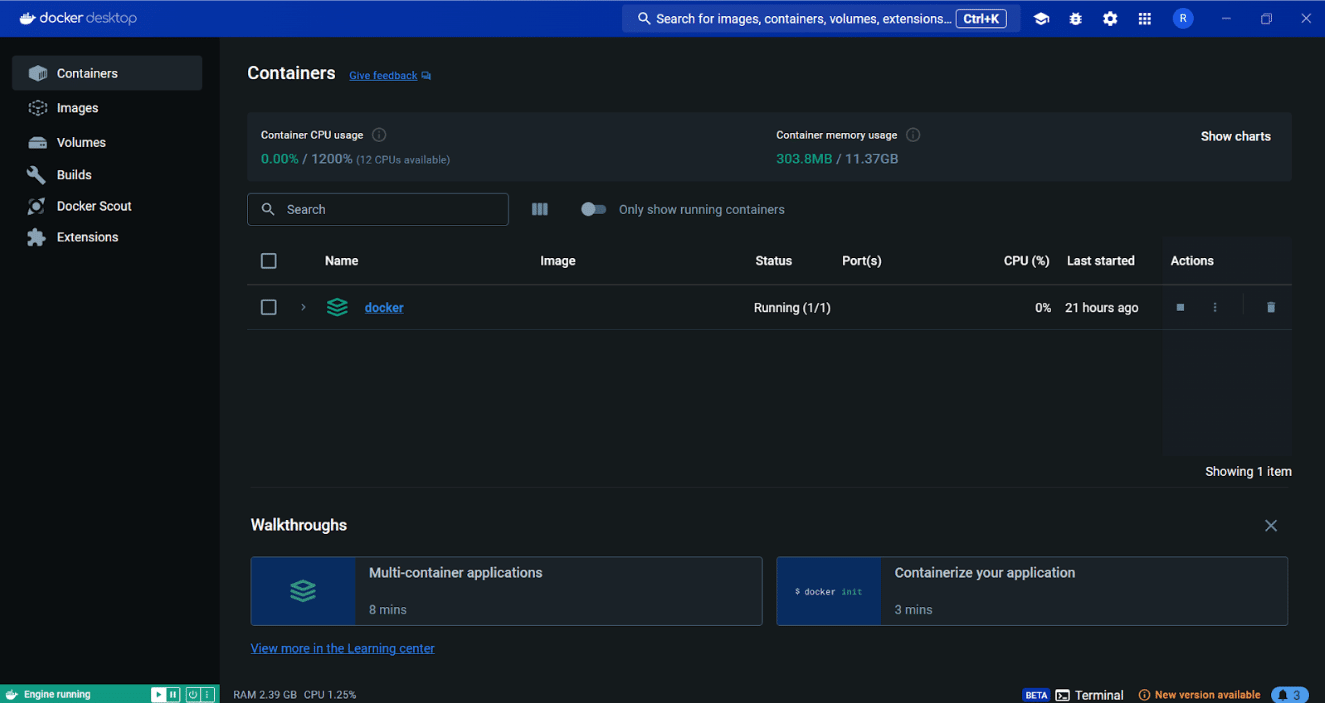 docker desktop
Search for images, containers, volumes, extensions... Ctrl+K
R
Containers
Images
Volumes
Builds
Docker Scout
Extensions
Containers Give feedback
Container CPU usage
0.00% / 1200% (12 CPUs available)
Container memory usage
303.8MB / 11.37GB
Show charts
Search
Only show running containers
Name Image Status Port(s) CPU (%) Last started Actions
docker Running (1/1) 0% 21 hours ago
Showing 1 item
Walkthroughs
Multi-container applications
8 mins
$ docker init
Containerize your application
3 mins
View more in the Learning center
Engine running
RAM 2.39 GB CPU 1.25%
BETA Terminal
New version available
3